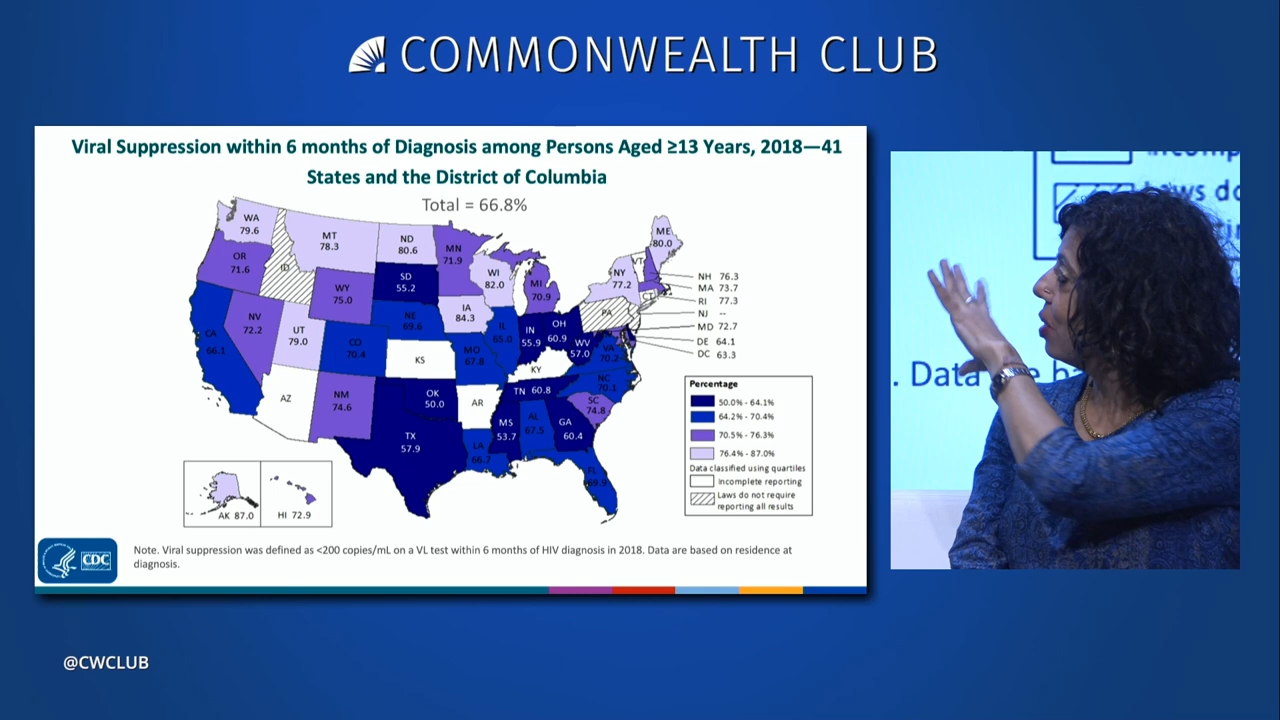 COMMONWEALTH CLUB
Viral Suppression within 6 months of Diagnosis among Persons Aged ≥13 Years, 2018—41
States and the District of Columbia
Total = 66.8%
WA
79.6
MT
78.3
ND
80.6
MN
71.9
ME
80.0
OR
71.6
ID
WY
75.0
SD
55.2
WI
82.0
MI
70.9
NY
77.2
VT
NH 76.3
MA 73.7
CT
RI 77.3
NJ --
MD 72.7
DE 64.1
DC 63.3
PA
CA
66.1
NV
72.2
UT
79.0
CO
70.4
NE
69.6
IA
84.3
IL
65.0
IN
55.9
OH
60.9
WV
57.0
VA
70.2
KS
MO
67.8
KY
NC
70.1
TN 60.8
AZ
NM
74.6
OK
50.0
AR
SC
74.8
MS
53.7
AL
67.5
GA
60.4
TX
57.9
LA
66.7
FL
69.9
AK 87.0
HI 72.9
Percentage
50.0% - 64.1%
64.2% - 70.4%
70.5% - 76.3%
76.4% - 87.0%
Data classified using quartiles
Incomplete reporting
Laws do not require
reporting all results
CDC
Note. Viral suppression was defined as <200 copies/mL on a VL test within 6 months of HIV diagnosis in 2018. Data are based on residence at
diagnosis.
Laws do
. Data
@CWCLUB